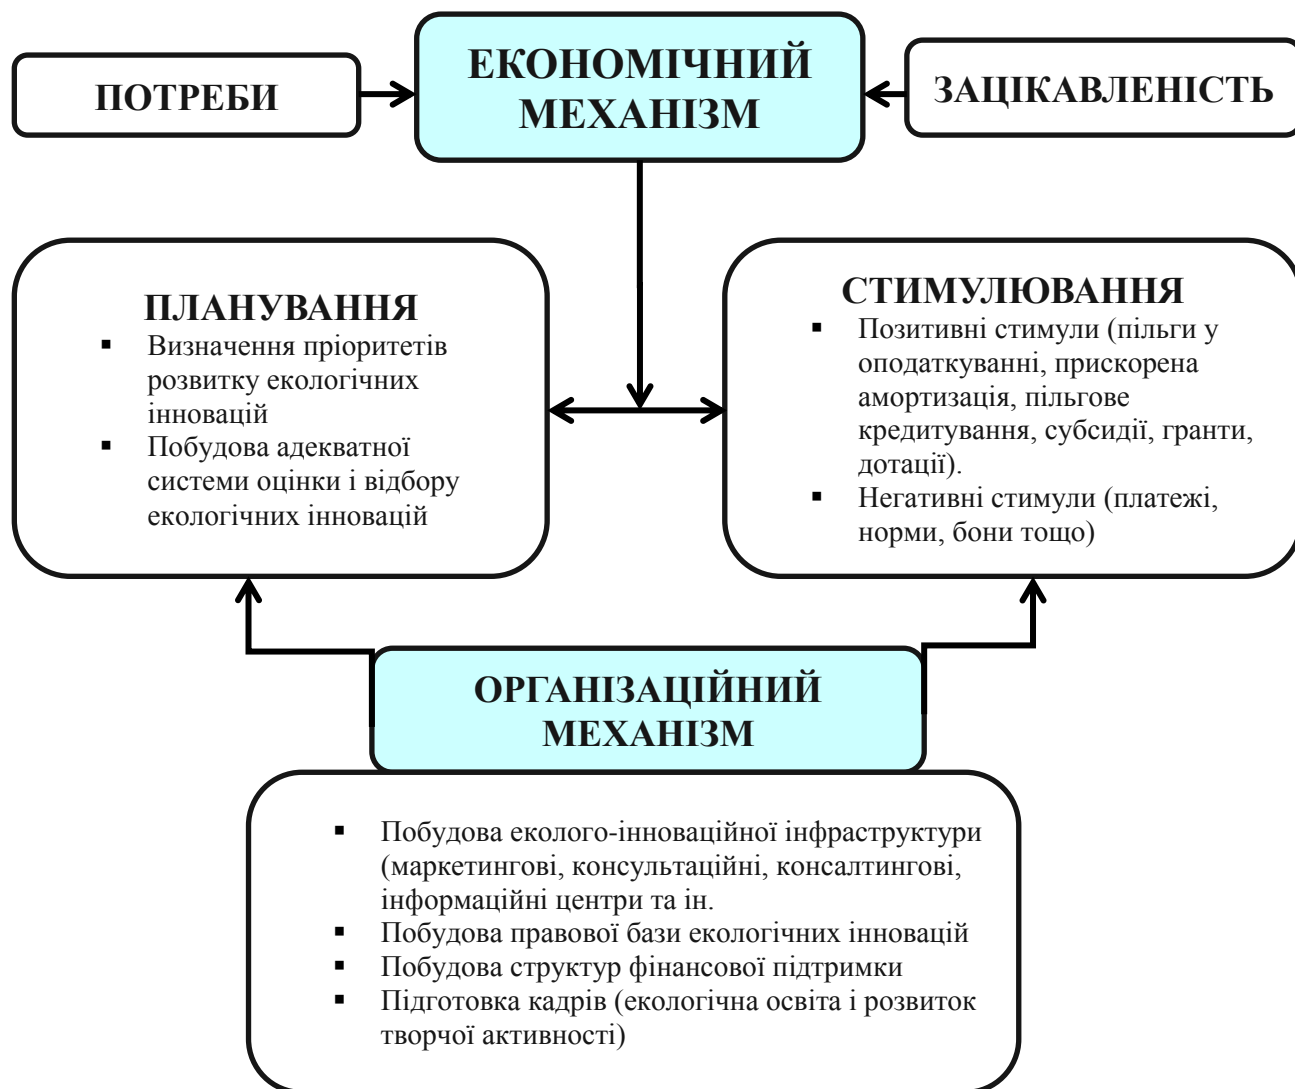 ПОТРЕБИ
ЕКОНОМІЧНИЙ
МЕХАНІЗМ
ЗАЦІКАВЛЕНІСТЬ
ПЛАНУВАННЯ
▪ Визначення пріоритетів
розвитку екологічних
інновацій
▪ Побудова адекватної
системи оцінки і відбору
екологічних інновацій
СТИМУЛЮВАННЯ
▪ Позитивні стимули (пільги у
оподаткуванні, прискорена
амортизація, пільгове
кредитування, субсидії, гранти,
дотації).
▪ Негативні стимули (платежі,
норми, бони тощо)
ОРГАНІЗАЦІЙНИЙ
МЕХАНІЗМ
▪ Побудова еколого-інноваційної інфраструктури
(маркетингові, консультаційні, консалтингові,
інформаційні центри та ін.
▪ Побудова правової бази екологічних інновацій
▪ Побудова структур фінансової підтримки
▪ Підготовка кадрів (екологічна освіта і розвиток
творчої активності)